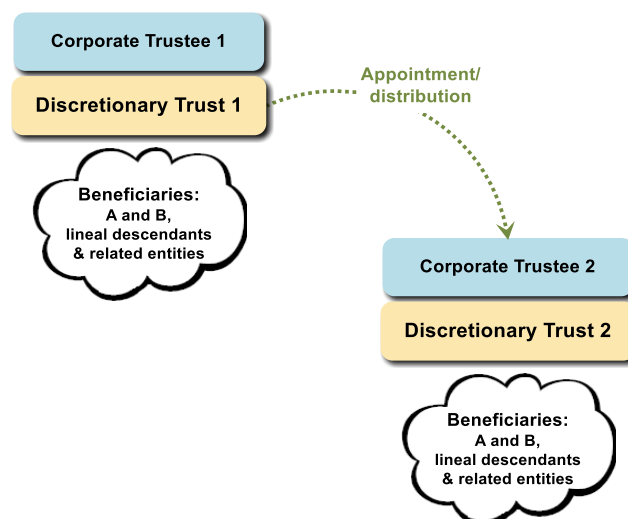 Corporate Trustee 1
Discretionary Trust 1
Appointment/
distribution
Beneficiaries:
A and B,
lineal descendants
& related entities
Corporate Trustee 2
Discretionary Trust 2
Beneficiaries:
A and B,
lineal descendants
& related entities